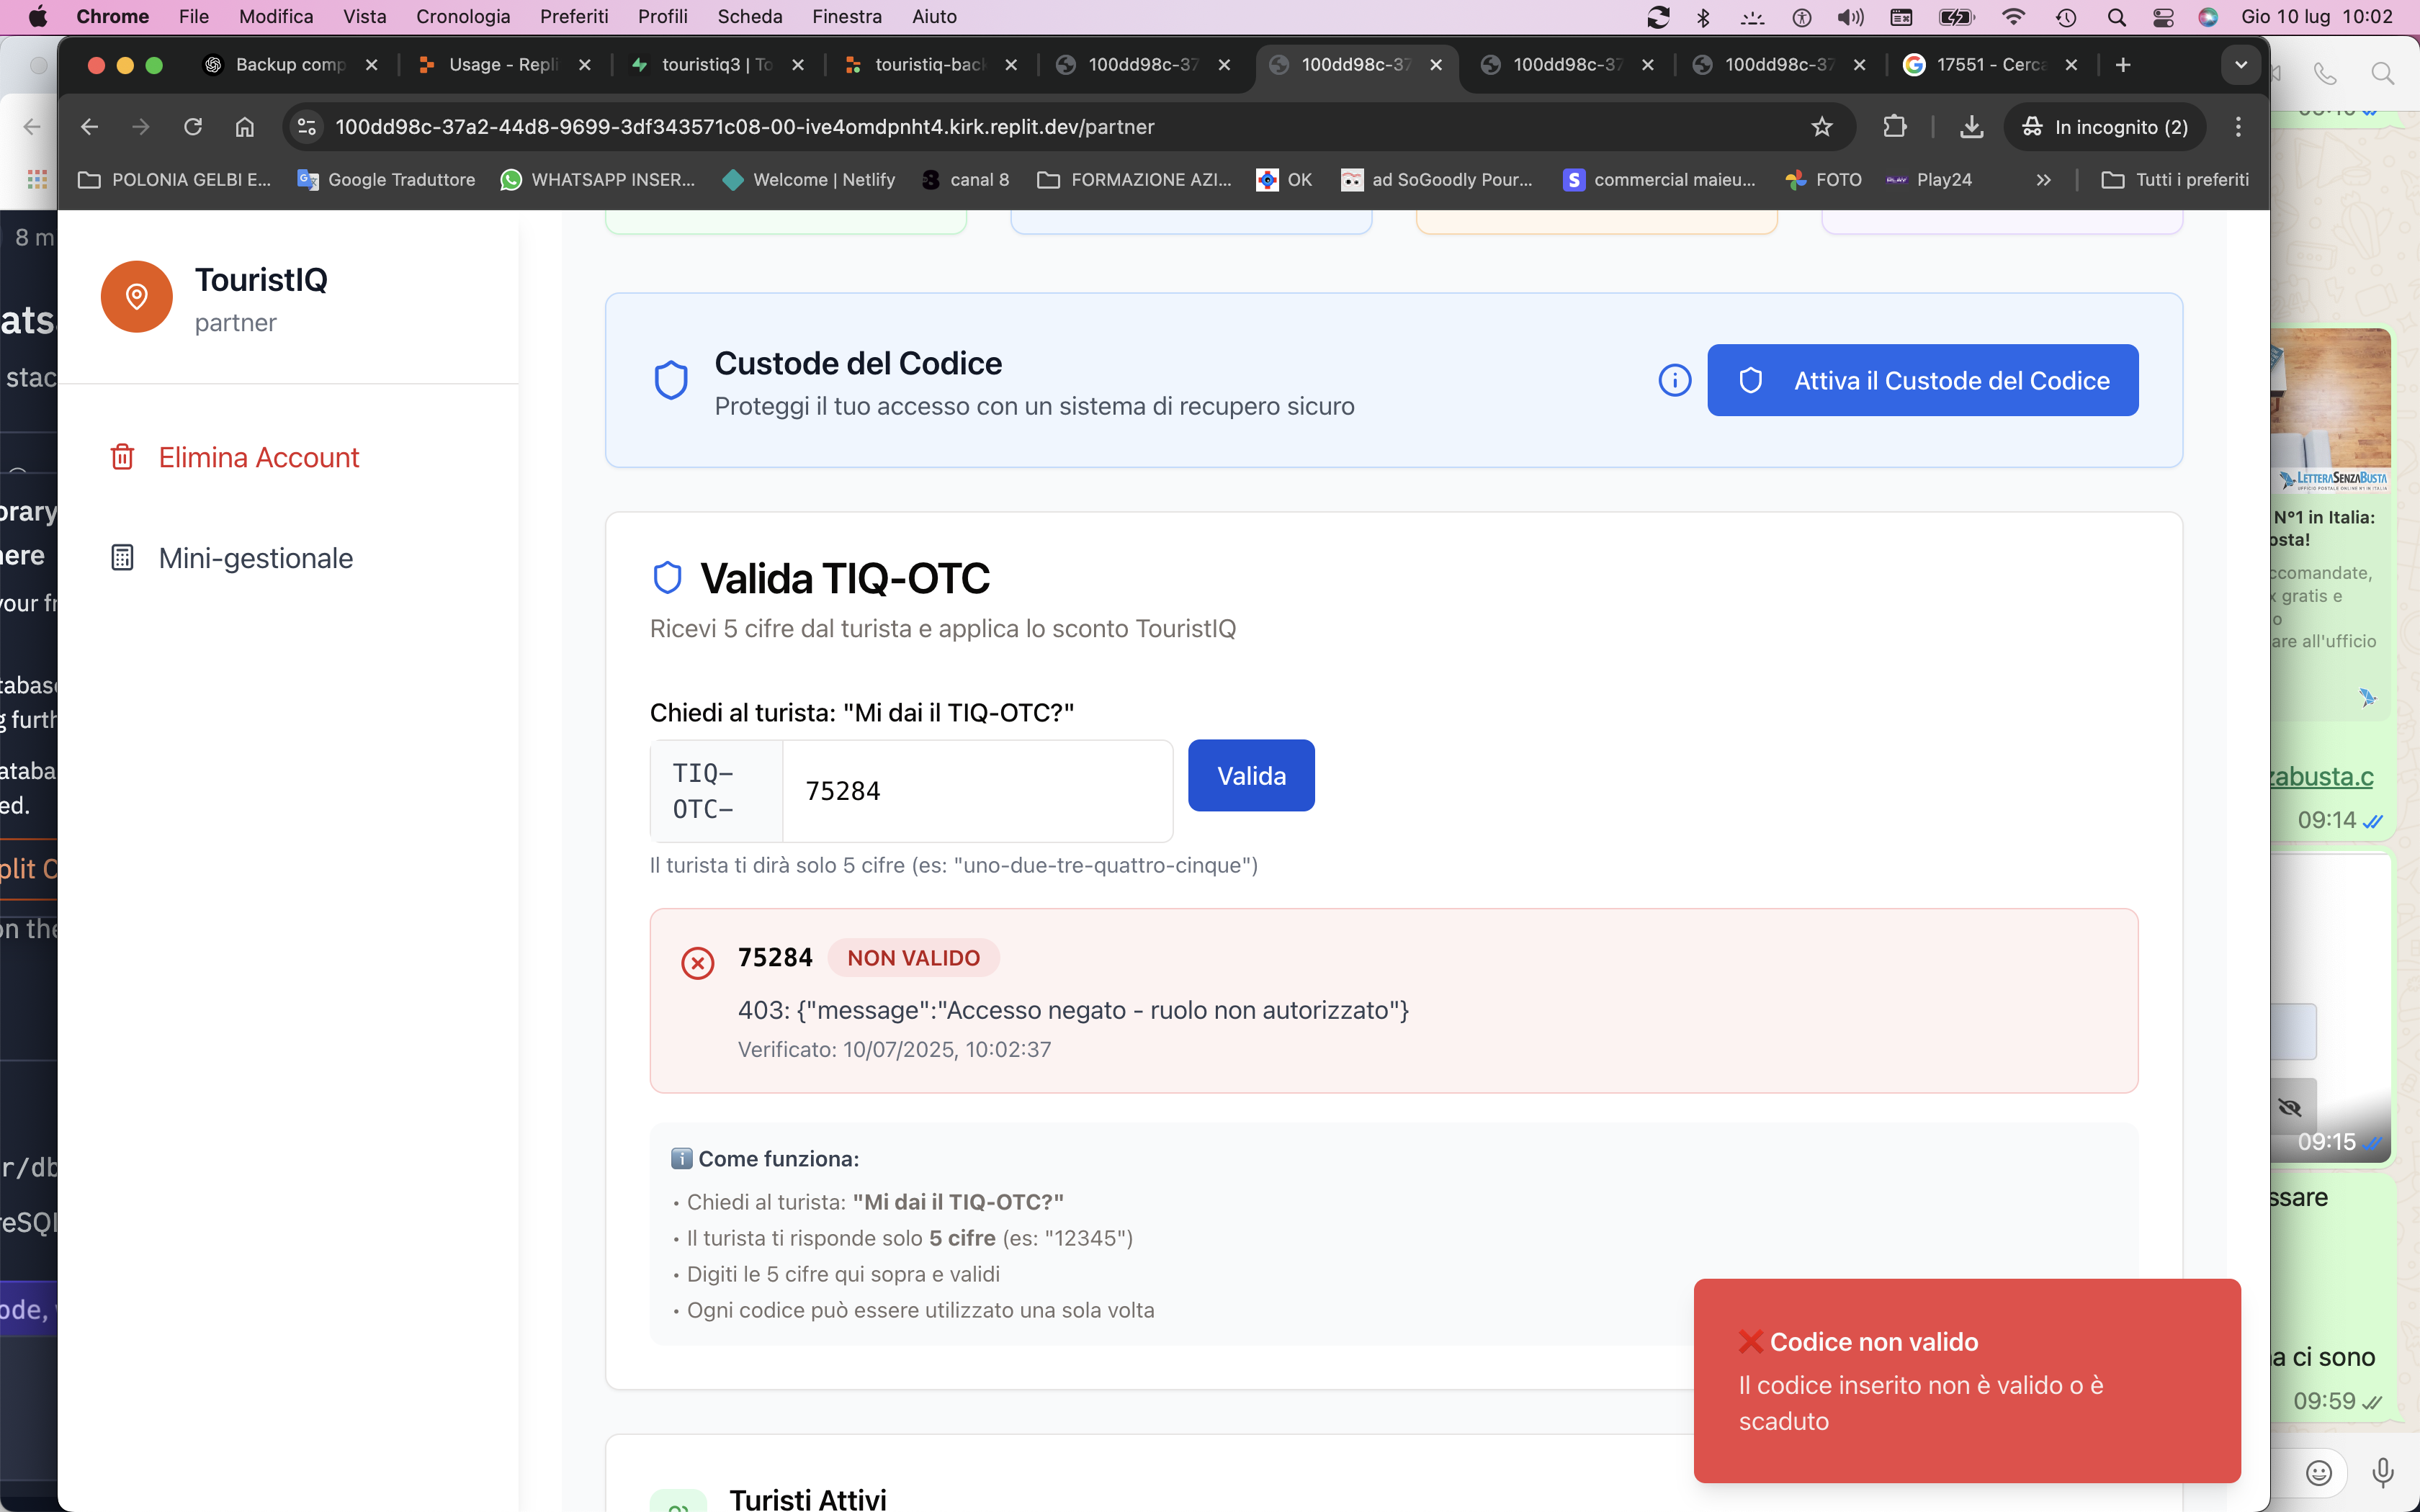 Chrome File Modifica Vista Cronologia Preferiti Profili Scheda Finestra Aiuto Gio 10 lug 10:02
Backup comp Usage - Repli touristiq3 | To touristiq-bac 100dd98c-37 100dd98c-37 100dd98c-37 100dd98c-37 17551 - Cerca
100dd98c-37a2-44d8-9699-3df343571c08-00-ive4omdpnht4.kirk.replit.dev/partner In incognito (2)
POLONIA GELBI E... Google Traduttore WHATSAPP INSER... Welcome | Netlify canal 8 FORMAZIONE AZI... OK ad SoGoodly Pour... commercial maieu... FOTO Play24 Tutti i preferiti
8 m
TouristIQ
partner
Elimina Account
Mini-gestionale
Custode del Codice
Proteggi il tuo accesso con un sistema di recupero sicuro
Attiva il Custode del Codice
Valida TIQ-OTC
Ricevi 5 cifre dal turista e applica lo sconto TouristIQ
Chiedi al turista: "Mi dai il TIQ-OTC?"
TIQ-
OTC-
75284
Valida
Il turista ti dirà solo 5 cifre (es: "uno-due-tre-quattro-cinque")
75284 NON VALIDO
403: {"message":"Accesso negato - ruolo non autorizzato"}
Verificato: 10/07/2025, 10:02:37
Come funziona:
• Chiedi al turista: "Mi dai il TIQ-OTC?"
• Il turista ti risponde solo 5 cifre (es: "12345")
• Digiti le 5 cifre qui sopra e validi
• Ogni codice può essere utilizzato una sola volta
Turisti Attivi
Codice non valido
Il codice inserito non è valido o è
scaduto
ats
stac
orary
here
your fr
tabase
g furth
ataba
ed.
plit C
on the
r/db
eSQL
ode,
LETTERASENZABUSTA
UFFICIO POSTALE ONLINE N°1 IN ITALIA
N°1 in Italia:
osta!
ccomandate,
x gratis e
o
are all'ufficio
zabusta.c
09:14
09:15
ssare
a ci sono
09:59